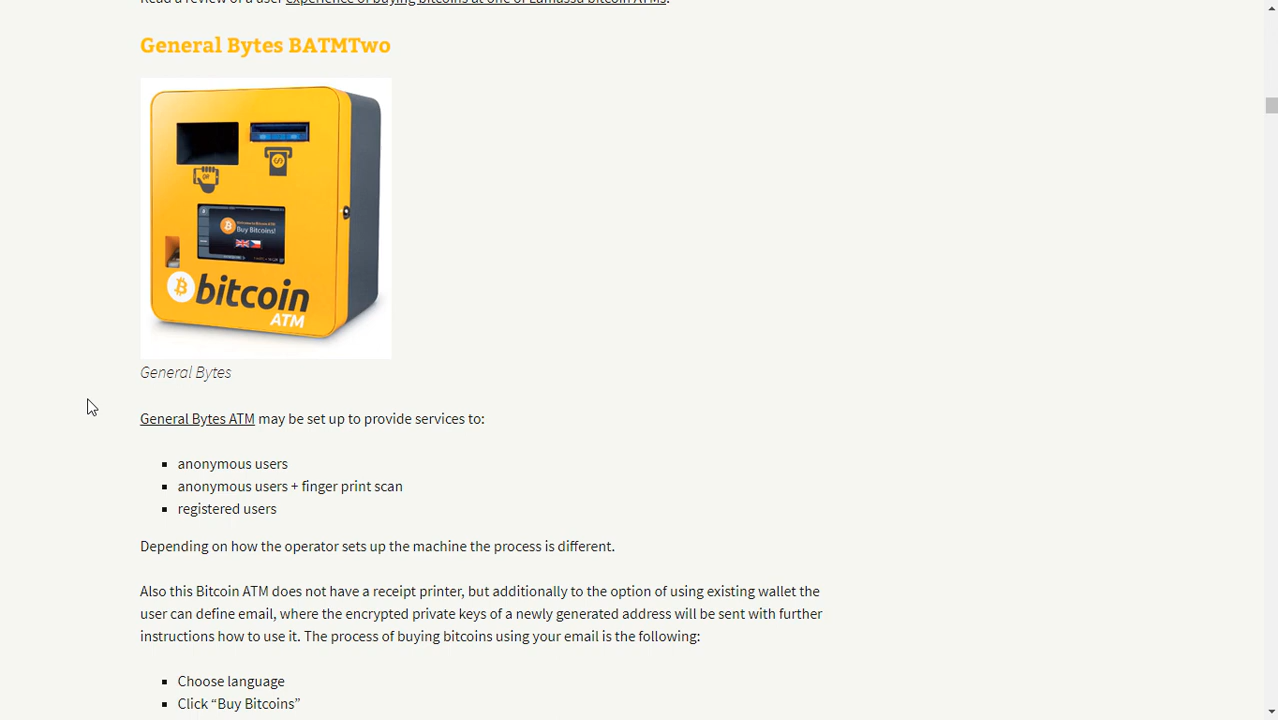 General Bytes BATMTwo
Buy Bitcoins!
bitcoin
ATM
General Bytes
General Bytes ATM may be set up to provide services to:
anonymous users
anonymous users + finger print scan
registered users
Depending on how the operator sets up the machine the process is different.
Also this Bitcoin ATM does not have a receipt printer, but additionally to the option of using existing wallet the
user can define email, where the encrypted private keys of a newly generated address will be sent with further
instructions how to use it. The process of buying bitcoins using your email is the following:
Choose language
Click “Buy Bitcoins”